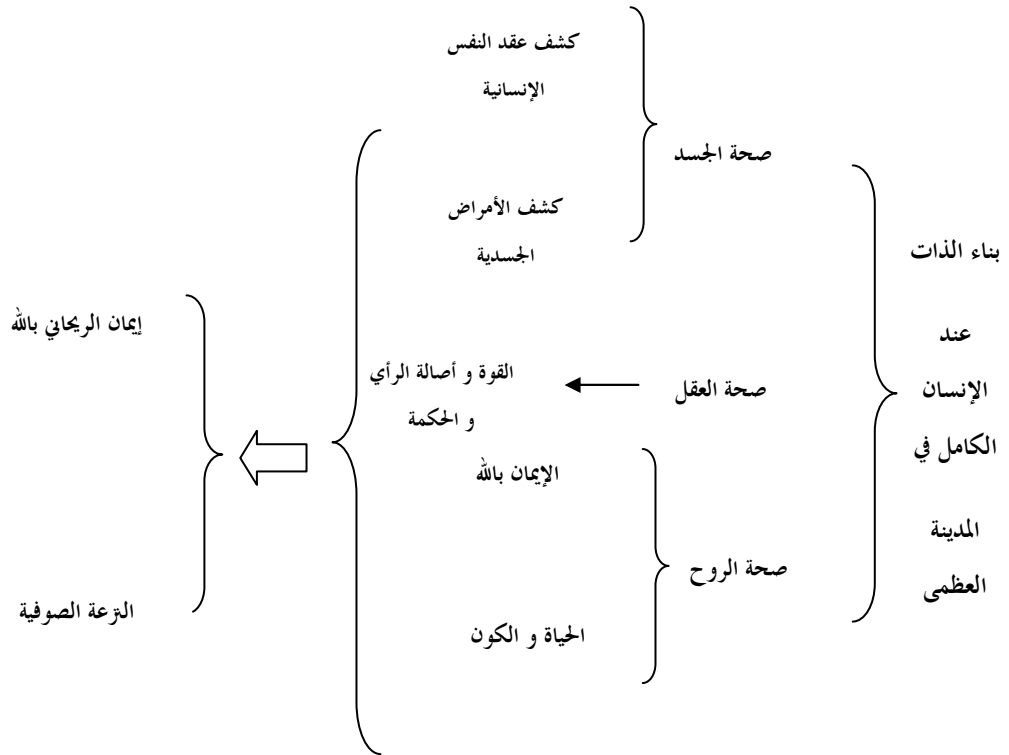 بناء الذات
عند
الإنسان
الكامل في
المدينة
العظمى
صحة الجسد
كشف عقد النفس
الإنسانية
كشف الأمراض
الجسدية
صحة العقل
القوة و أصالة الرأي
و الحكمة
صحة الروح
الإيمان بالله
الحياة و الكون
إيمان الريحاني بالله
النزعة الصوفية